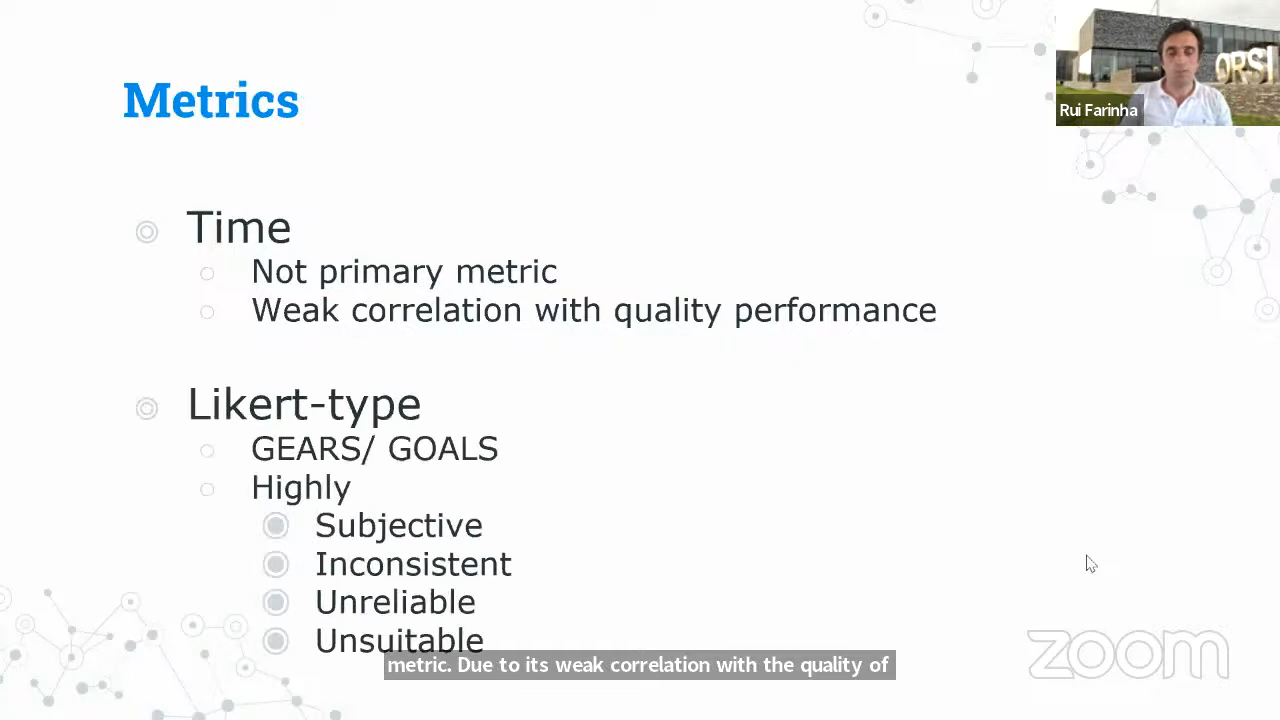 Metrics
ORSI
Rui Farinha
Time
Not primary metric
Weak correlation with quality performance
Likert-type
GEARS/ GOALS
Highly
Subjective
Inconsistent
Unreliable
Unsuitable
metric. Due to its weak correlation with the quality of
zoom